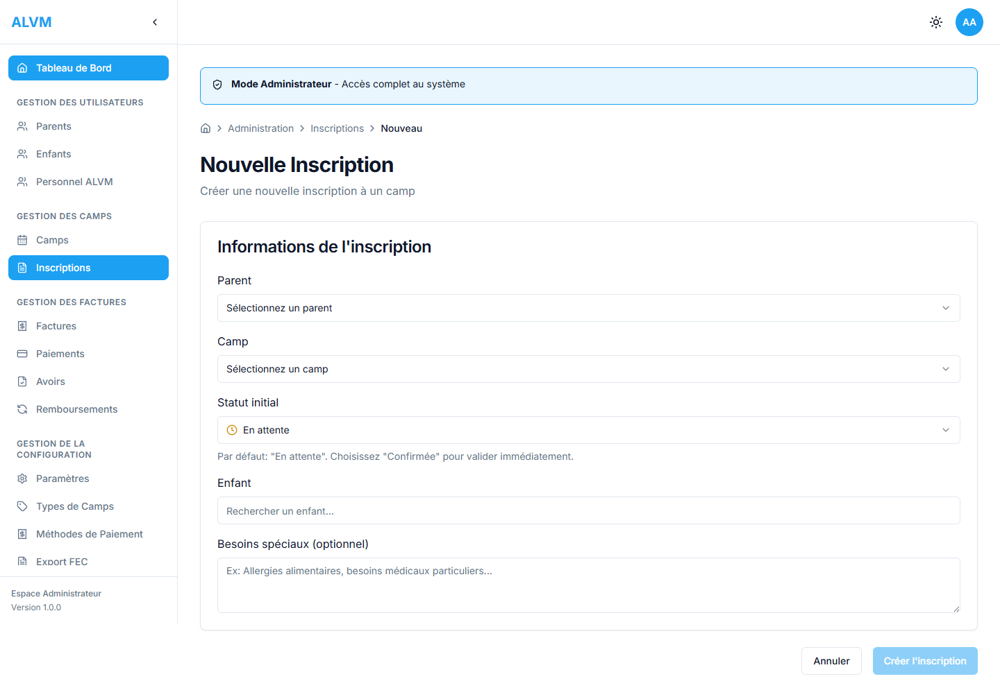 ALVM
AA
Tableau de Bord
GESTION DES UTILISATEURS
Parents
Enfants
Personnel ALVM
GESTION DES CAMPS
Camps
Inscriptions
GESTION DES FACTURES
Factures
Paiements
Avoirs
Remboursements
GESTION DE LA
CONFIGURATION
Paramètres
Types de Camps
Méthodes de Paiement
Export FEC
Espace Administrateur
Version 1.0.0
Mode Administrateur - Accès complet au système
Administration > Inscriptions > Nouveau
Nouvelle Inscription
Créer une nouvelle inscription à un camp
Informations de l'inscription
Parent
Sélectionnez un parent
Camp
Sélectionnez un camp
Statut initial
En attente
Par défaut: "En attente". Choisissez "Confirmée" pour valider immédiatement.
Enfant
Rechercher un enfant...
Besoins spéciaux (optionnel)
Ex: Allergies alimentaires, besoins médicaux particuliers...
Annuler
Créer l'inscription